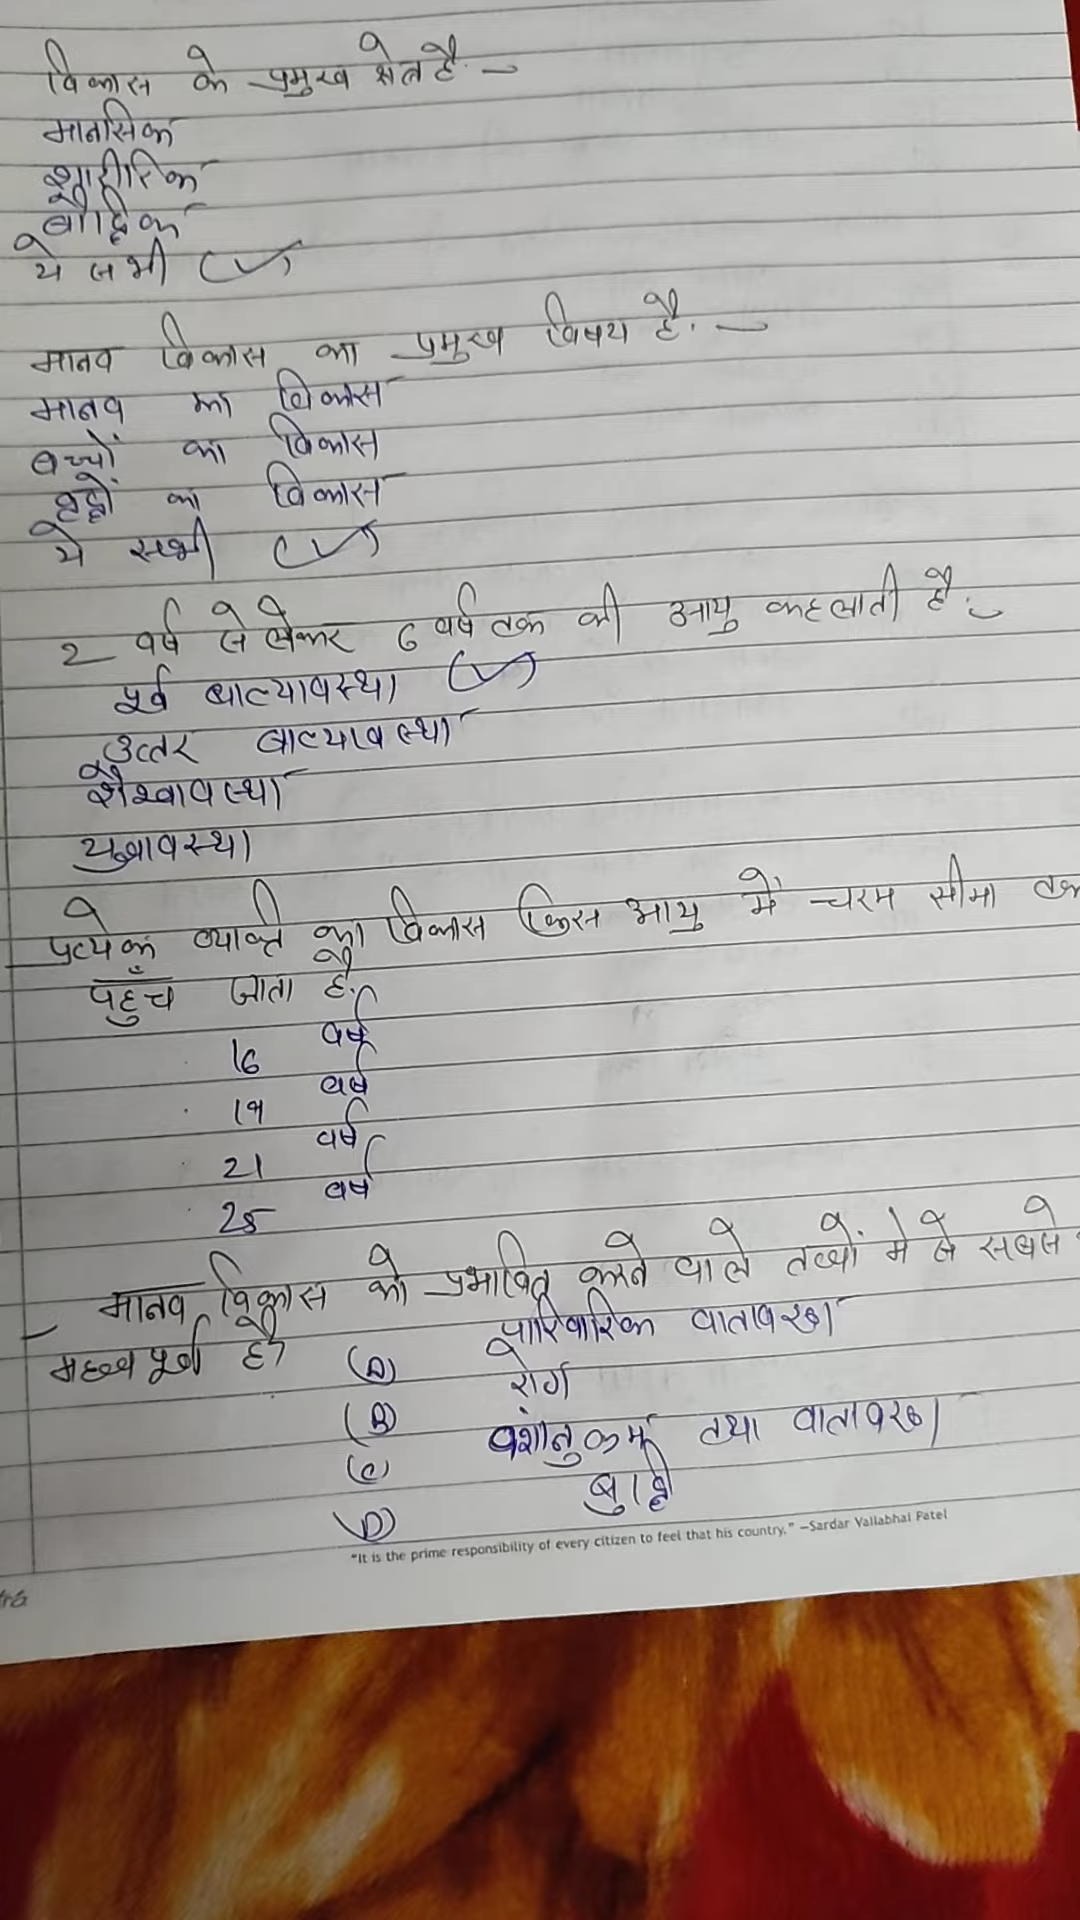 विकास के प्रमुख क्षेत्र है. –
मानसिक
शारीरिक
बौद्धिक
ये सभी (✓)
मानव विकास का प्रमुख विषय है. –
मानव का विकास
बच्चों का विकास
वृद्धों का विकास
ये सभी (✓)
2 वर्ष से लेकर 6 वर्ष तक की आयु कहलाती है. –
पूर्व बाल्यावस्था (✓)
उत्तर बाल्यावस्था
शैश्वावस्था
युवावस्था
प्रत्येक व्यक्ति का विकास किस आयु में चरम सीमा तक
पहुँच जाता है.
16 वर्ष
19 वर्ष
21 वर्ष
25 वर्ष
मानव विकास को प्रभावित करने वाले तथ्यों में से सबसे
महत्व पूर्ण है?
(A) पारिवारिक वातावरण
(B) रोग
(C) वंशानुक्रम तथा वातावरण
(D) बुद्धि
"It is the prime responsibility of every citizen to feel that his country." —Sardar Vallabhai Patel